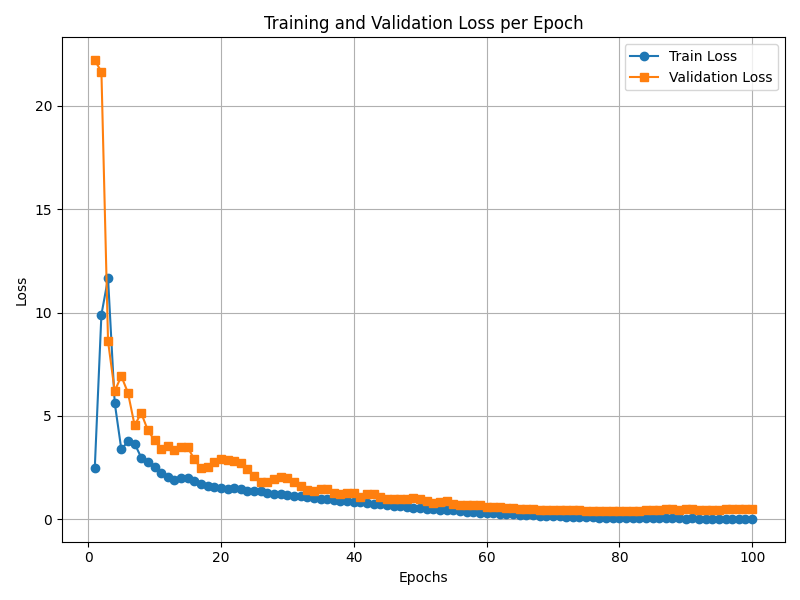 Training and Validation Loss per Epoch
Train Loss
Validation Loss
Loss
20
15
10
5
0
0 20 40 60 80 100
Epochs